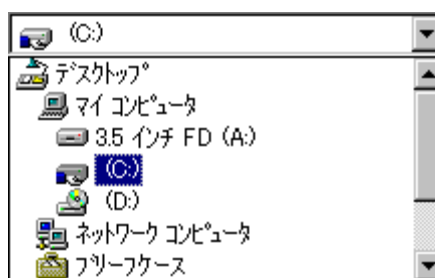 (C:)
デスクトップ
マイ コンピュータ
3.5 インチ FD (A:)
(C:)
(D:)
ネットワーク コンピュータ
ブリーフケース